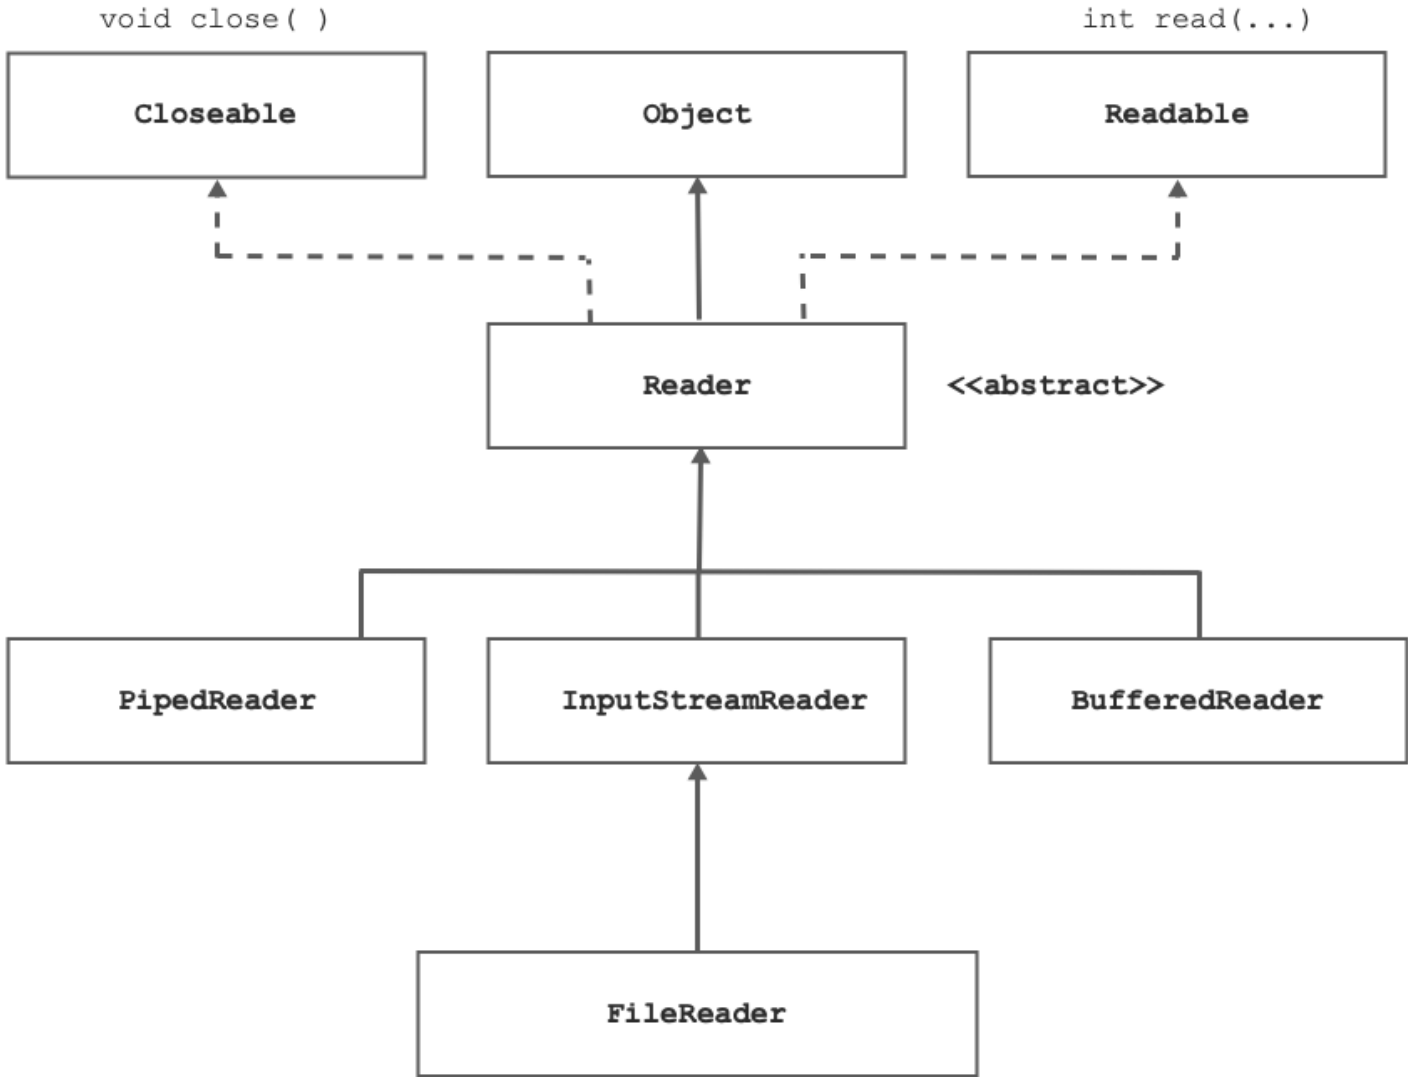 void close( )
int read(...)
Closeable
Object
Readable
Reader
<<abstract>>
PipedReader
InputStreamReader
BufferedReader
FileReader